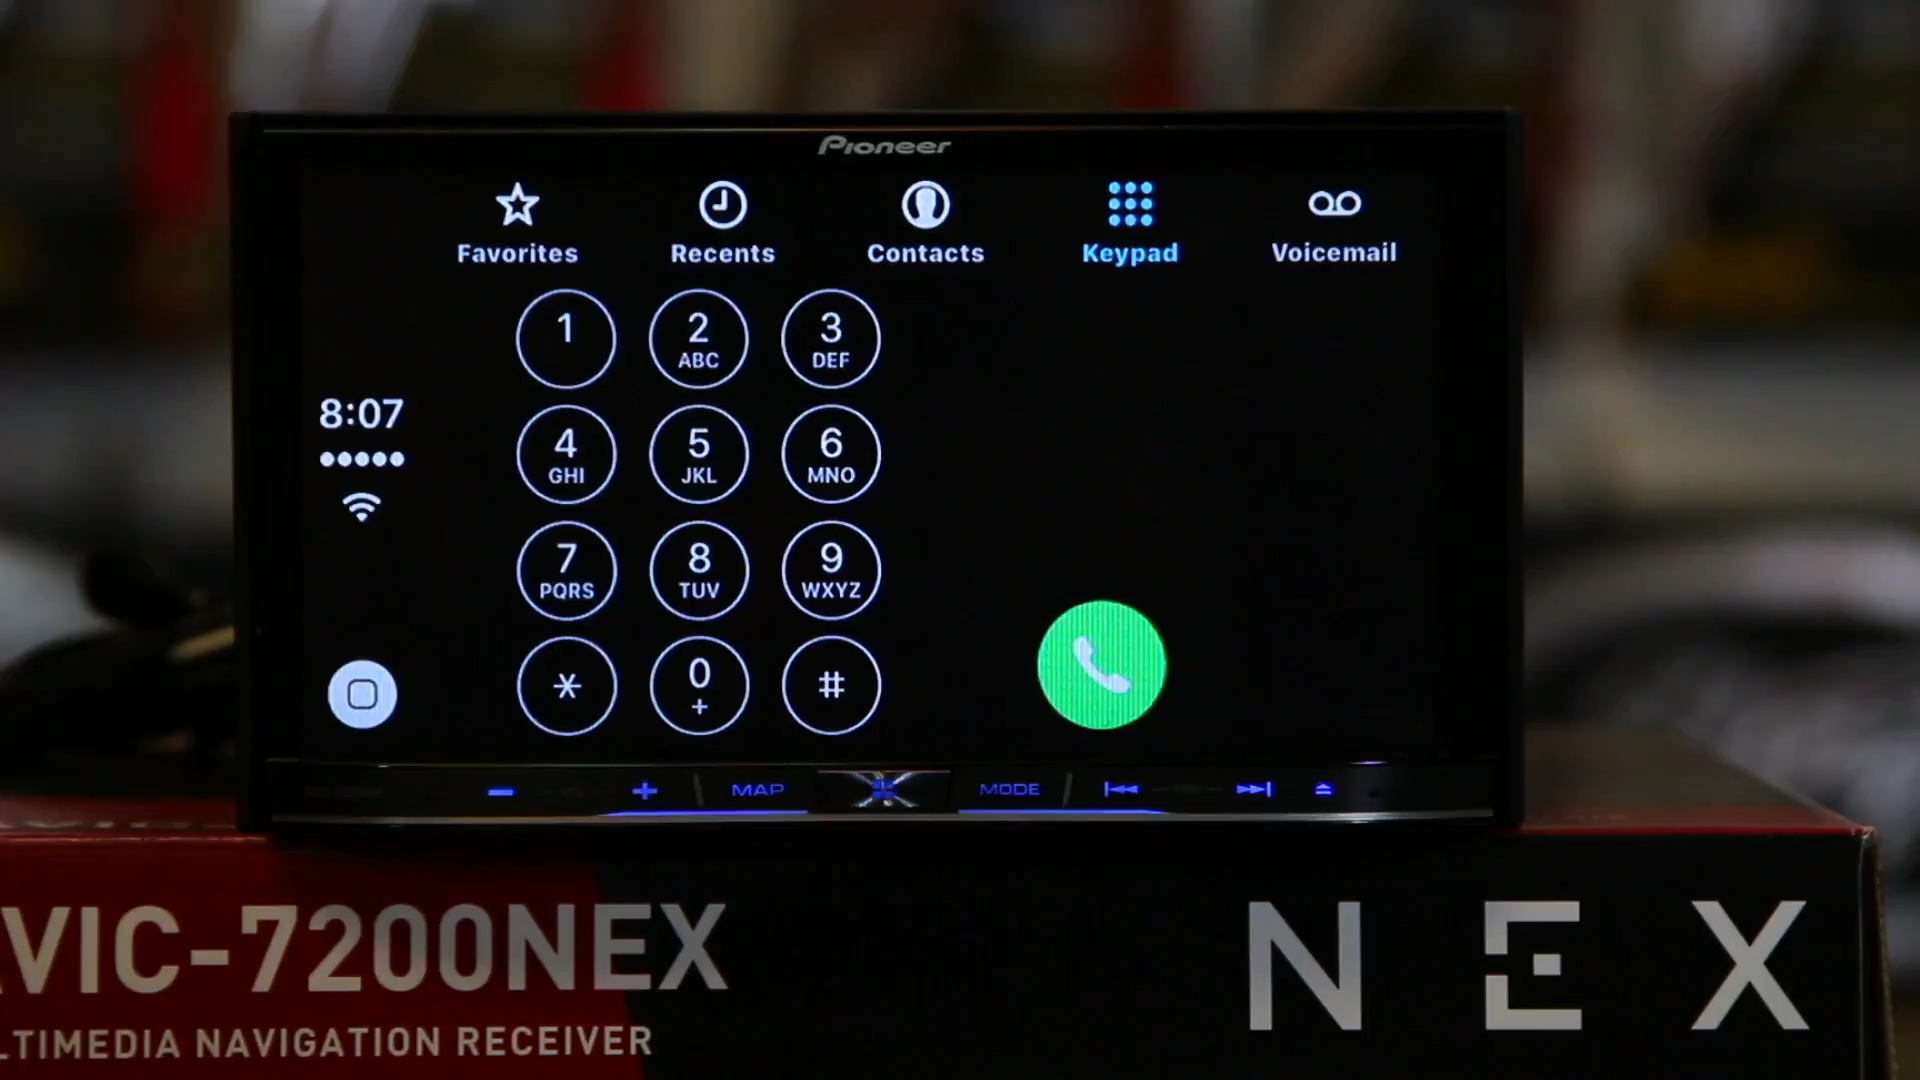 Pioneer
Favorites Recents Contacts Keypad Voicemail
1 2 3
ABC DEF
8:07
4 5 6
GHI JKL MNO
7 8 9
PQRS TUV WXYZ
* 0 #
+
MAP MODE
VIC-7200NEX
NEX
LTIMEDIA NAVIGATION RECEIVER